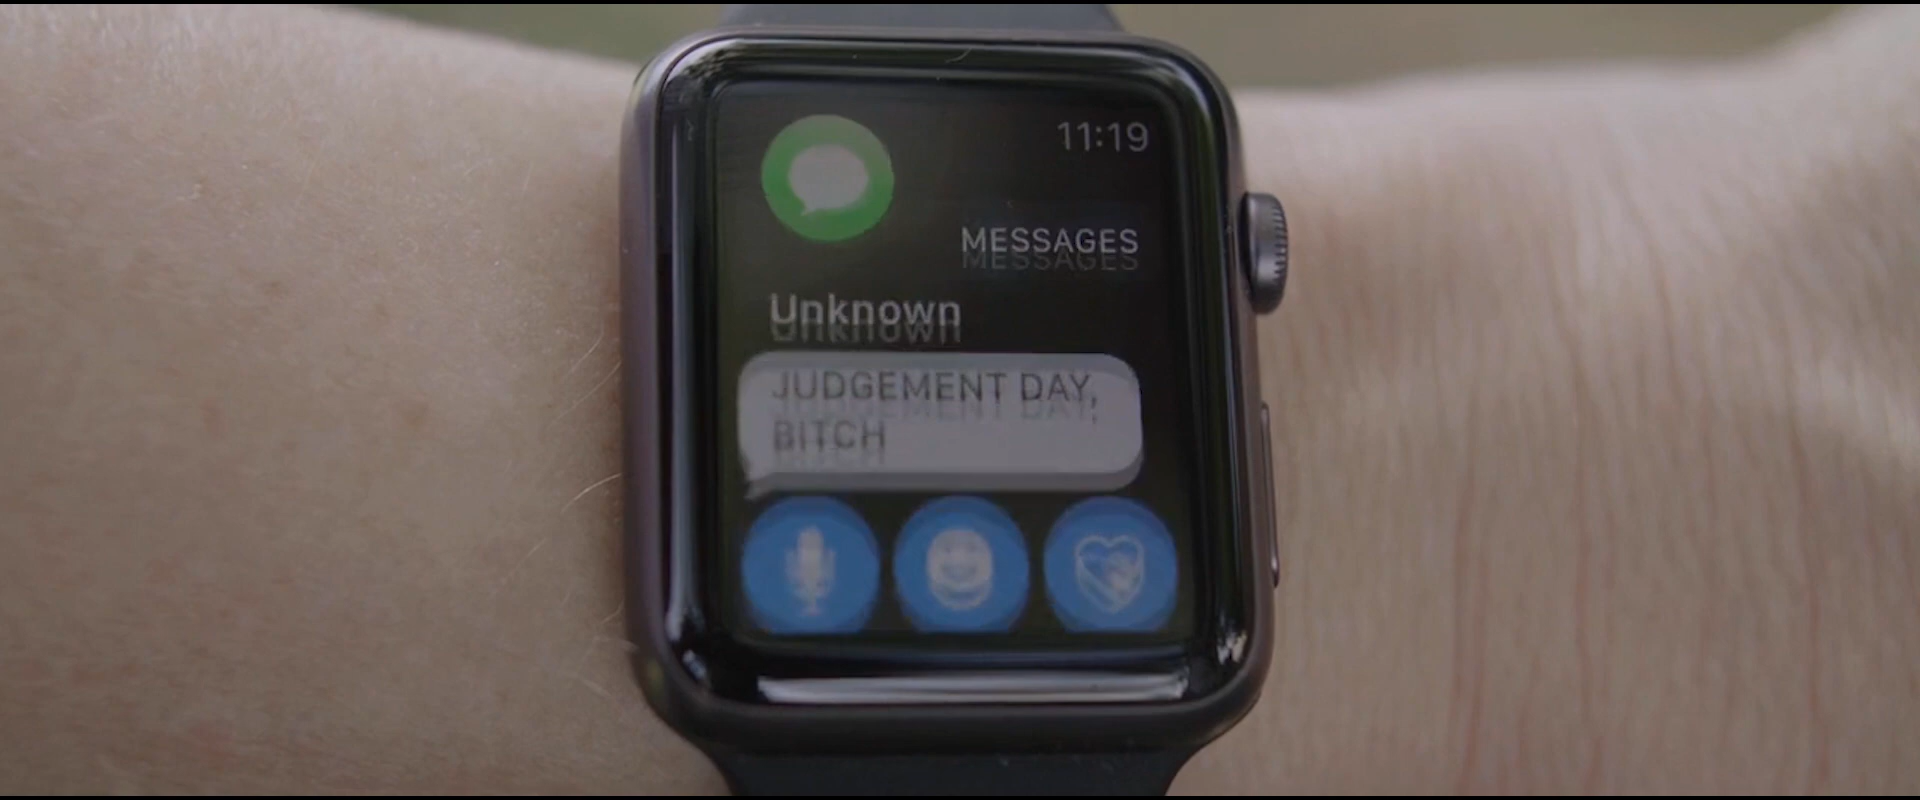 11:19
MESSAGES
Unknown
JUDGEMENT DAY,
BITCH